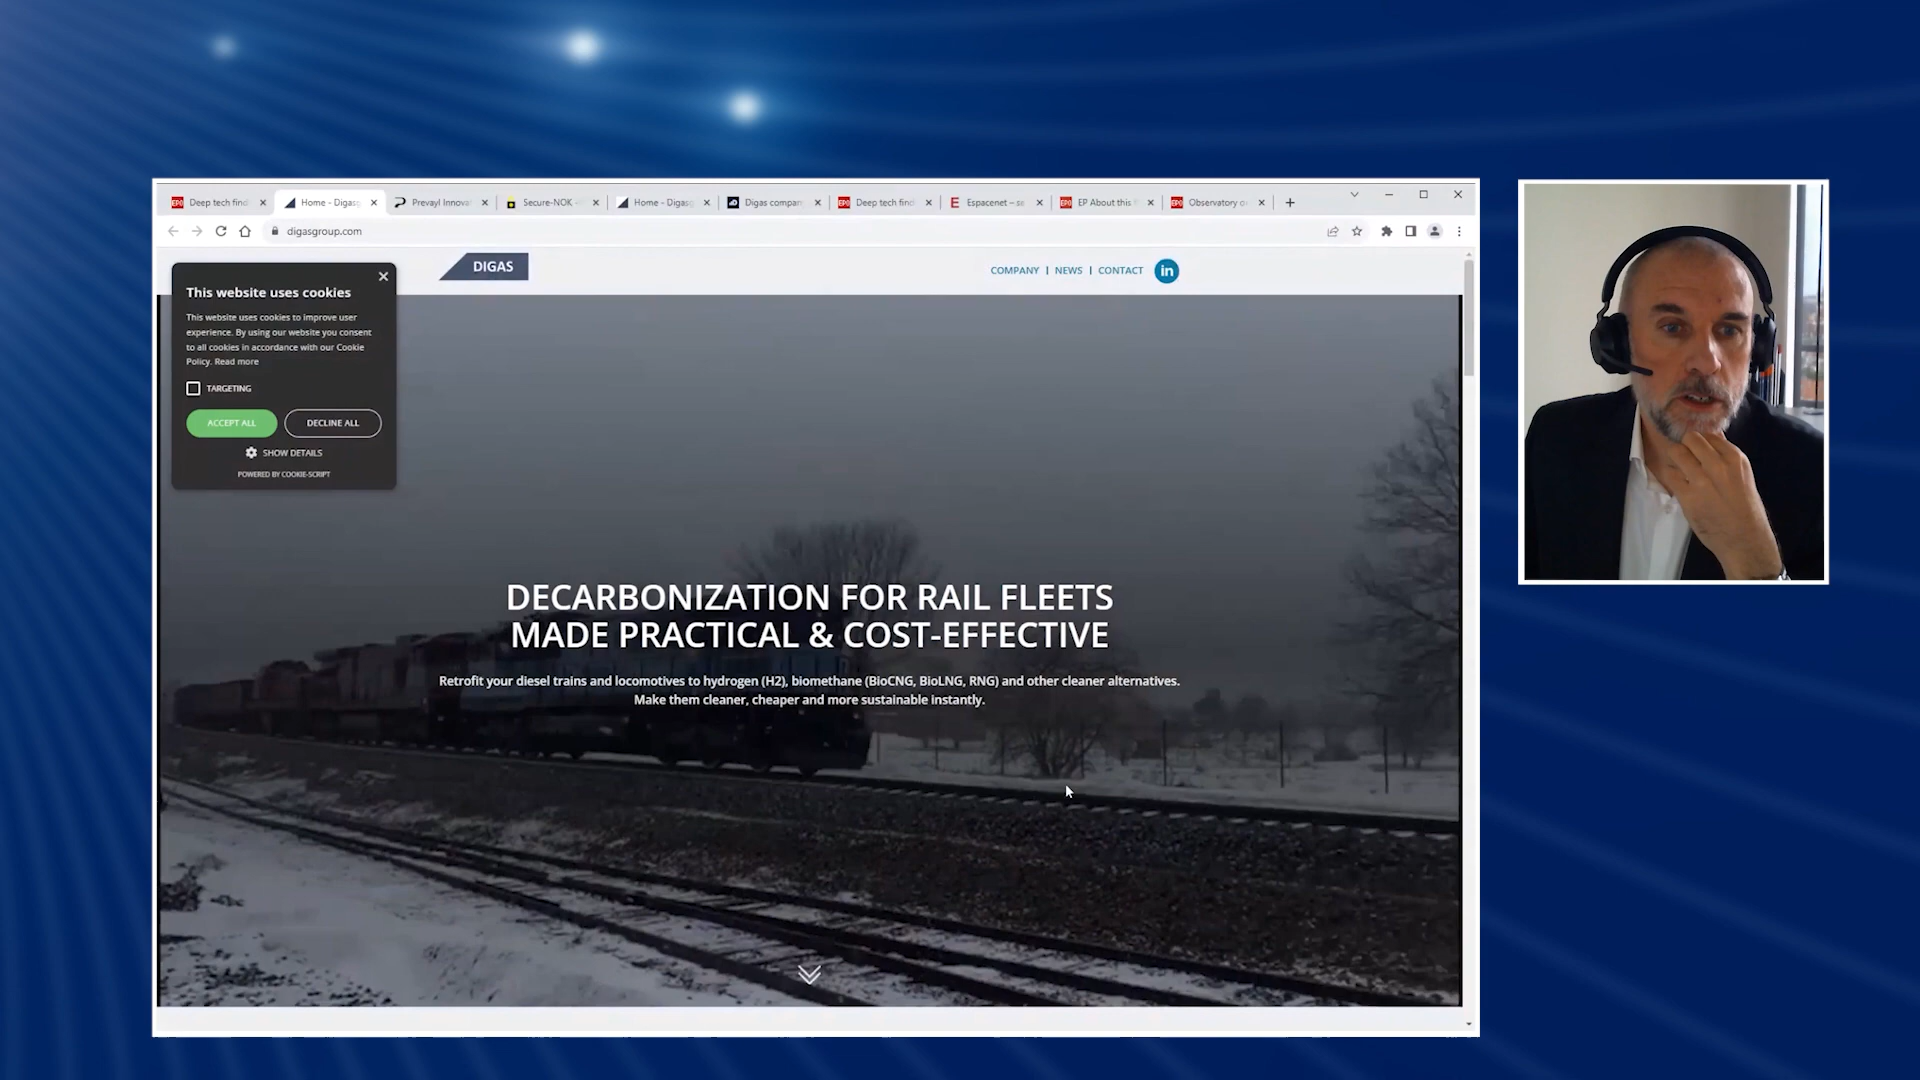 Deep tech find
Home - Digasg
Prevayl Innova
Secure-NOK
Home - Digasg
Digas compan
Deep tech find
Espacenet – se
EP About this
Observatory o
digasgroup.com
DIGAS
COMPANY | NEWS | CONTACT
in
This website uses cookies
This website uses cookies to improve user
experience. By using our website you consent
to all cookies in accordance with our Cookie
Policy. Read more
TARGETING
ACCEPT ALL
DECLINE ALL
SHOW DETAILS
POWERED BY COOKIE-SCRIPT
DECARBONIZATION FOR RAIL FLEETS
MADE PRACTICAL & COST-EFFECTIVE
Retrofit your diesel trains and locomotives to hydrogen (H2), biomethane (BioCNG, BioLNG, RNG) and other cleaner alternatives.
Make them cleaner, cheaper and more sustainable instantly.